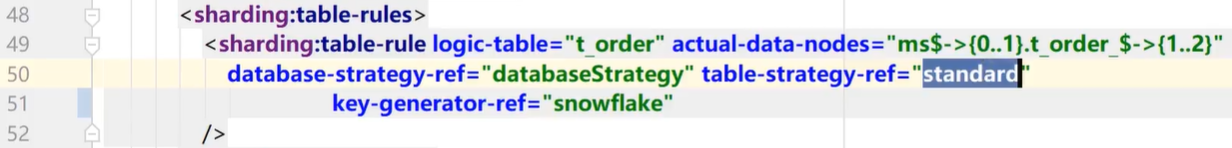 48 <sharding:table-rules>
49 <sharding:table-rule logic-table="t_order" actual-data-nodes="ms$->{0..1}.t_order_$->{1..2}"
50 database-strategy-ref="databaseStrategy" table-strategy-ref="standard"
51 key-generator-ref="snowflake"
52 />